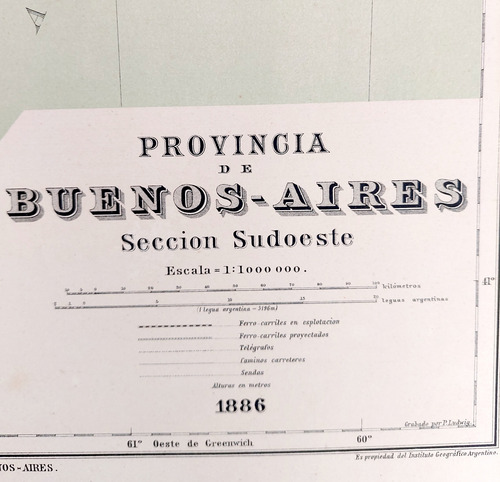 PROVINCIA
DE
BUENOS-AIRES
Seccion Sudoeste
Escala = 1:1000000.
kilómetros
leguas argentinas
(1 legua argentina = 5196m)
Ferro-carriles en esplotacion
Ferro-carriles proyectados
Telégrafos
Caminos carreteros
Sendas
Alturas en metros
1886
41°
Grabado por P. Ludwig.
61° Oeste de Greenwich 60°
Es propiedad del Instituto Geográfico Argentino.
NOS-AIRES.